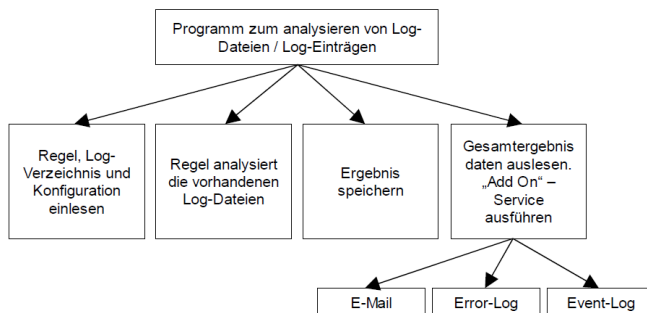 Programm zum analysieren von Log-
Dateien / Log-Einträgen
Regel, Log-
Verzeichnis und
Konfiguration
einlesen
Regel analysiert
die vorhandenen
Log-Dateien
Ergebnis
speichern
Gesamtergebnis
daten auslesen.
„Add On“ –
Service
ausführen
E-Mail
Error-Log
Event-Log